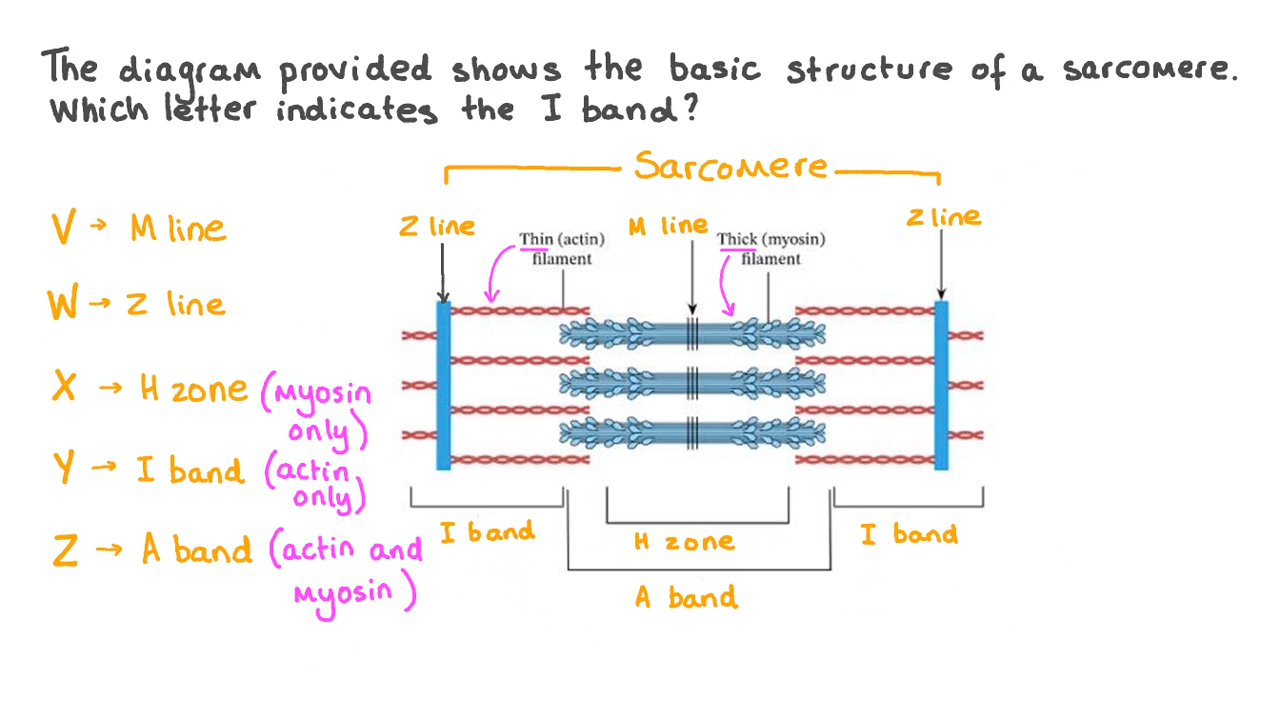 The diagram provided shows the basic structure of a sarcomere.
Which letter indicates the I band?
Sarcomere
V → M line
W → Z line
X → H zone (myosin
only)
Y → I band (actin
only)
Z → A band (actin and
myosin)
Z line
M line
Z line
Thin (actin)
filament
Thick (myosin)
filament
I band
H zone
I band
A band